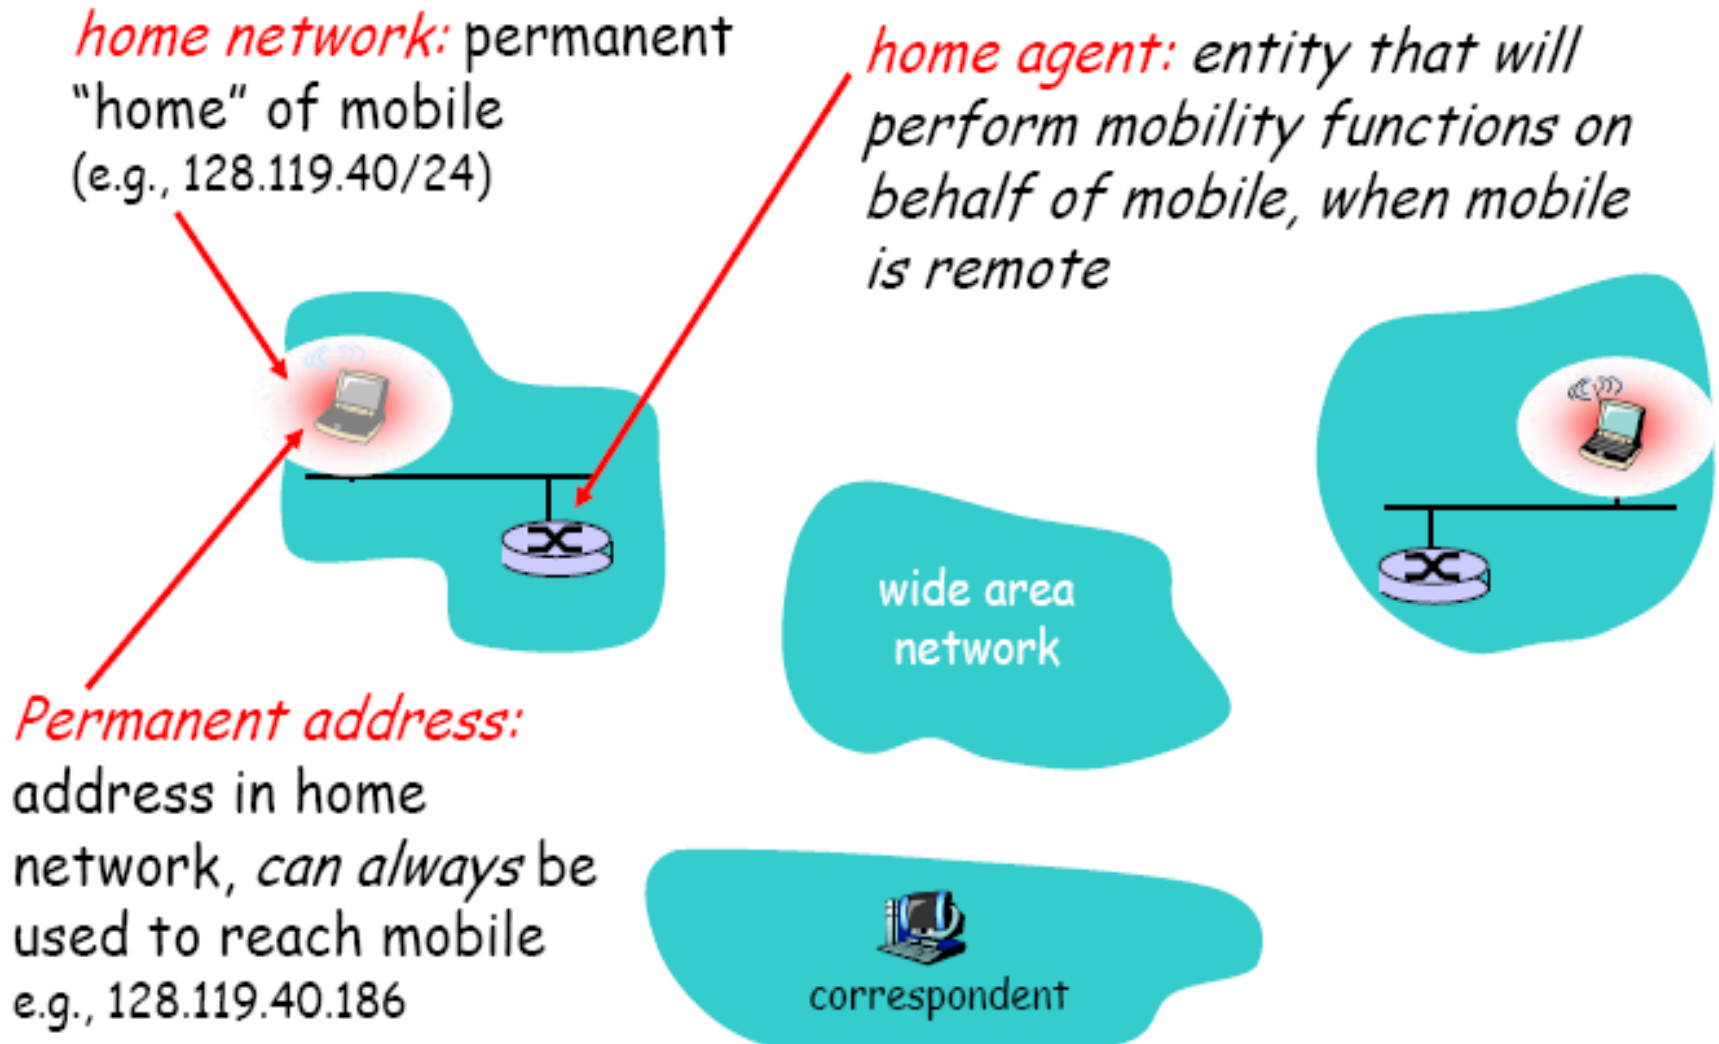 home network: permanent
“home” of mobile
(e.g., 128.119.40/24)
home agent: entity that will
perform mobility functions on
behalf of mobile, when mobile
is remote
wide area
network
Permanent address:
address in home
network, can always be
used to reach mobile
e.g., 128.119.40.186
correspondent